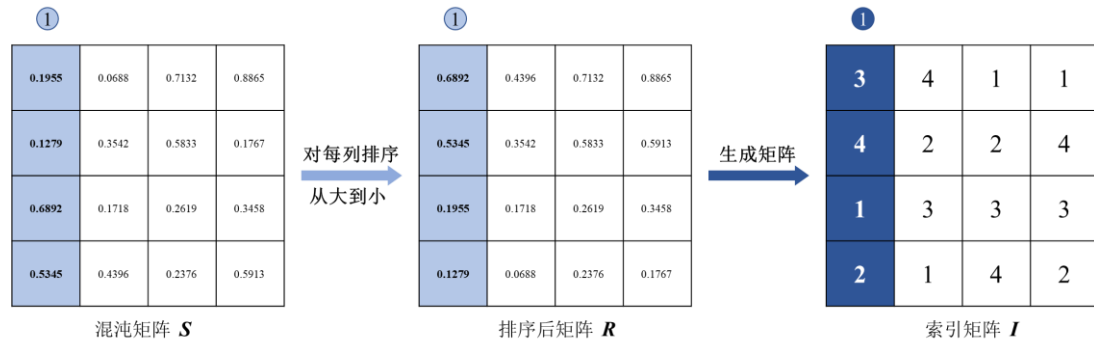 ① ① ①
0.1955 0.0688 0.7132 0.8865
0.1279 0.3542 0.5833 0.1767
0.6892 0.1718 0.2619 0.3458
0.5345 0.4396 0.2376 0.5913
混沌矩阵 S
对每列排序
从大到小
0.6892 0.4396 0.7132 0.8865
0.5345 0.3542 0.5833 0.5913
0.1955 0.1718 0.2619 0.3458
0.1279 0.0688 0.2376 0.1767
排序后矩阵 R
生成矩阵
3 4 1 1
4 2 2 4
1 3 3 3
2 1 4 2
索引矩阵 I